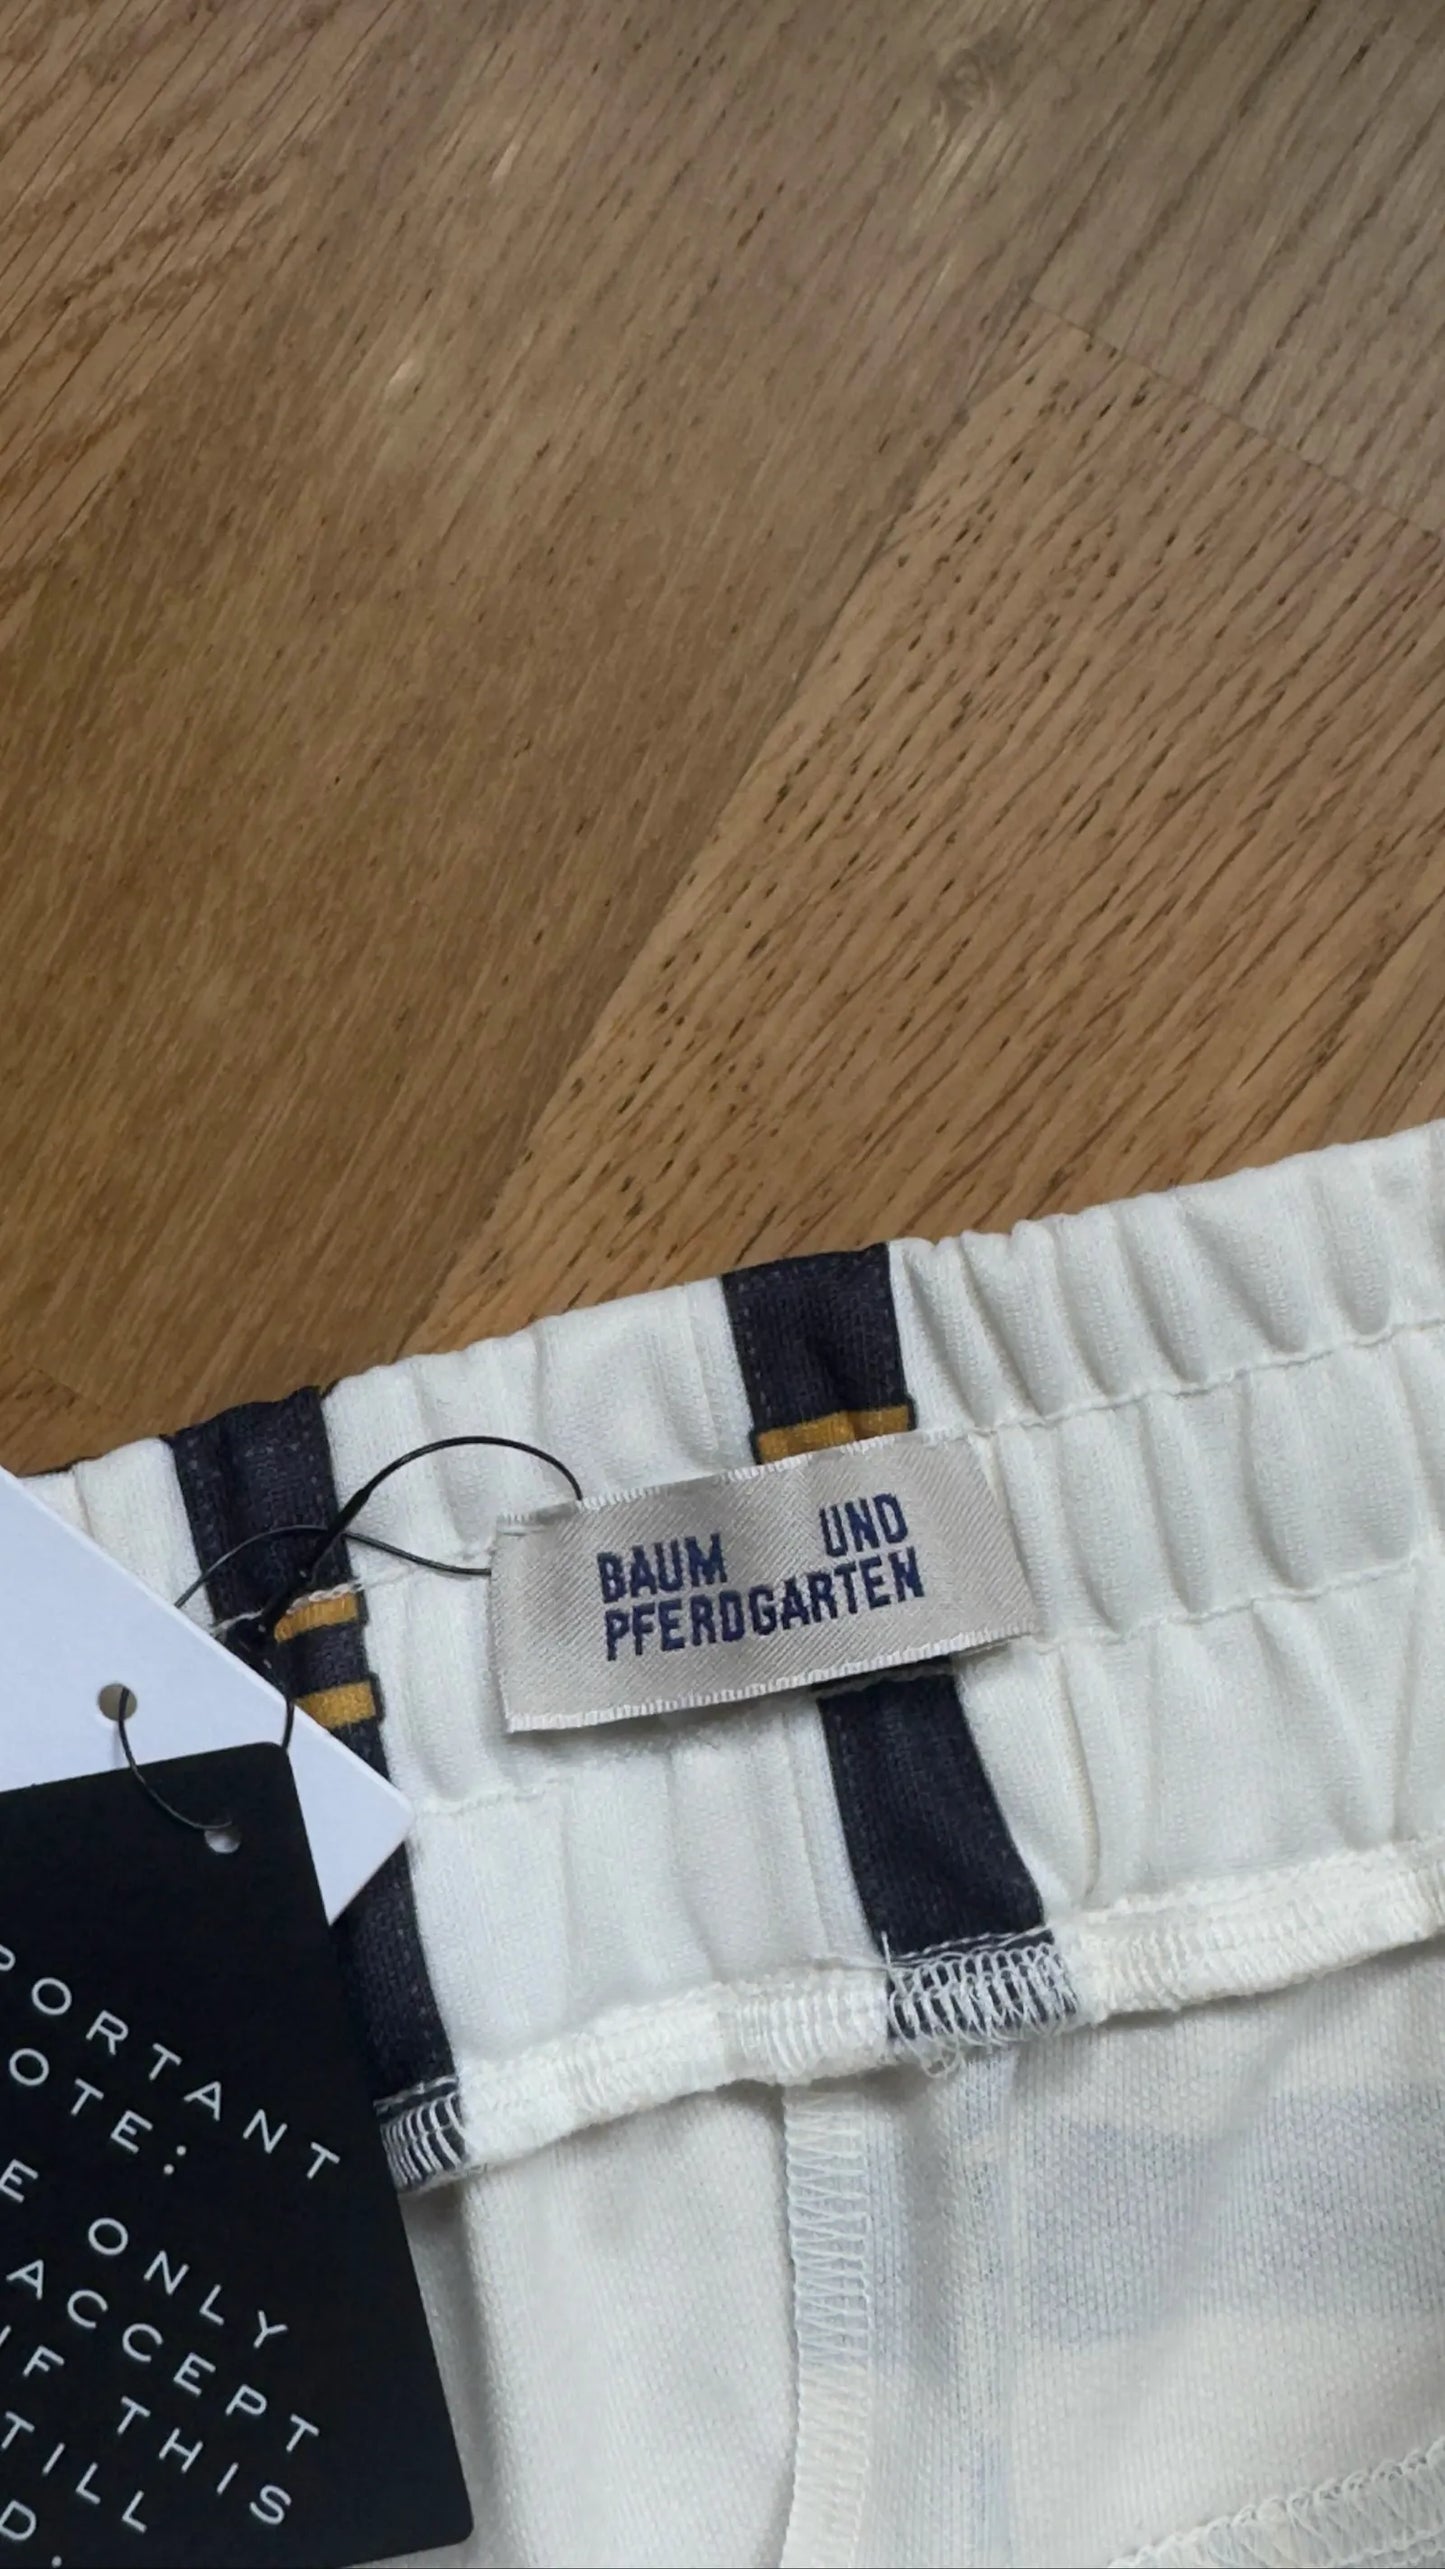 BAUM UND
PFERDGARTEN
PORTANT
OTE:
E ONLY
ACCEPT
IF THIS
TILL
D.